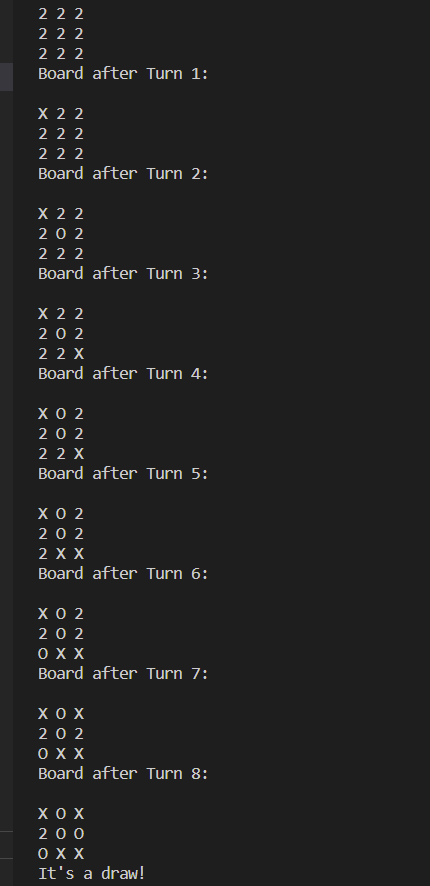 2 2 2
2 2 2
2 2 2
Board after Turn 1:
X 2 2
2 2 2
2 2 2
Board after Turn 2:
X 2 2
2 O 2
2 2 2
Board after Turn 3:
X 2 2
2 O 2
2 2 X
Board after Turn 4:
X O 2
2 O 2
2 2 X
Board after Turn 5:
X O 2
2 O 2
2 X X
Board after Turn 6:
X O 2
2 O 2
O X X
Board after Turn 7:
X O X
2 O 2
O X X
Board after Turn 8:
X O X
2 O O
O X X
It's a draw!